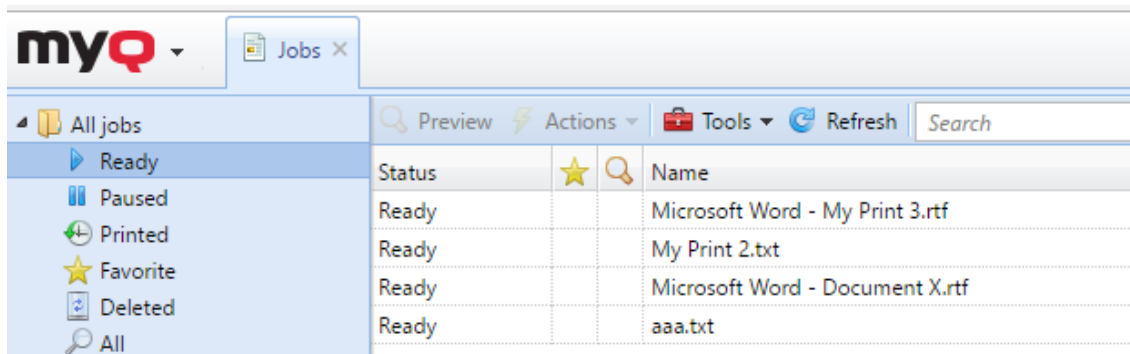 myQ
Jobs
All jobs
Ready
Paused
Printed
Favorite
Deleted
All
Preview Actions Tools Refresh Search
Status Name
Ready Microsoft Word - My Print 3.rtf
Ready My Print 2.txt
Ready Microsoft Word - Document X.rtf
Ready aaa.txt